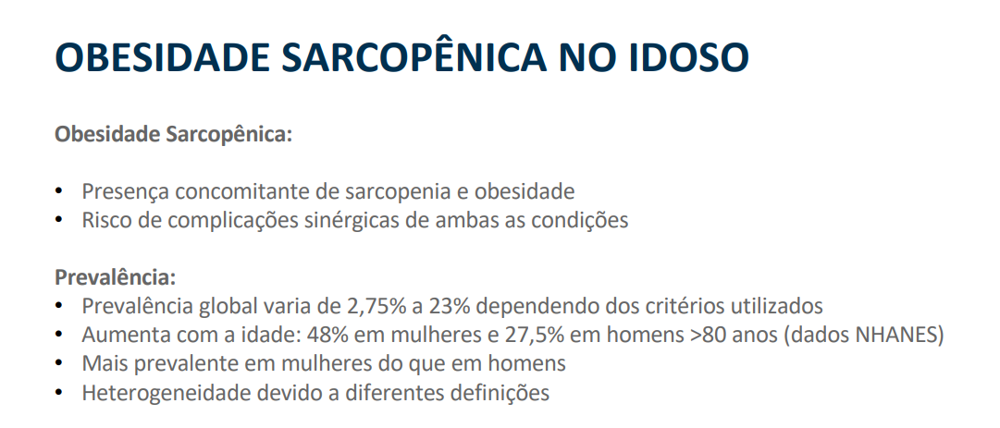 OBESIDADE SARCOPÊNICA NO IDOSO
Obesidade Sarcopênica:
• Presença concomitante de sarcopenia e obesidade
• Risco de complicações sinérgicas de ambas as condições
Prevalência:
• Prevalência global varia de 2,75% a 23% dependendo dos critérios utilizados
• Aumenta com a idade: 48% em mulheres e 27,5% em homens >80 anos (dados NHANES)
• Mais prevalente em mulheres do que em homens
• Heterogeneidade devido a diferentes definições